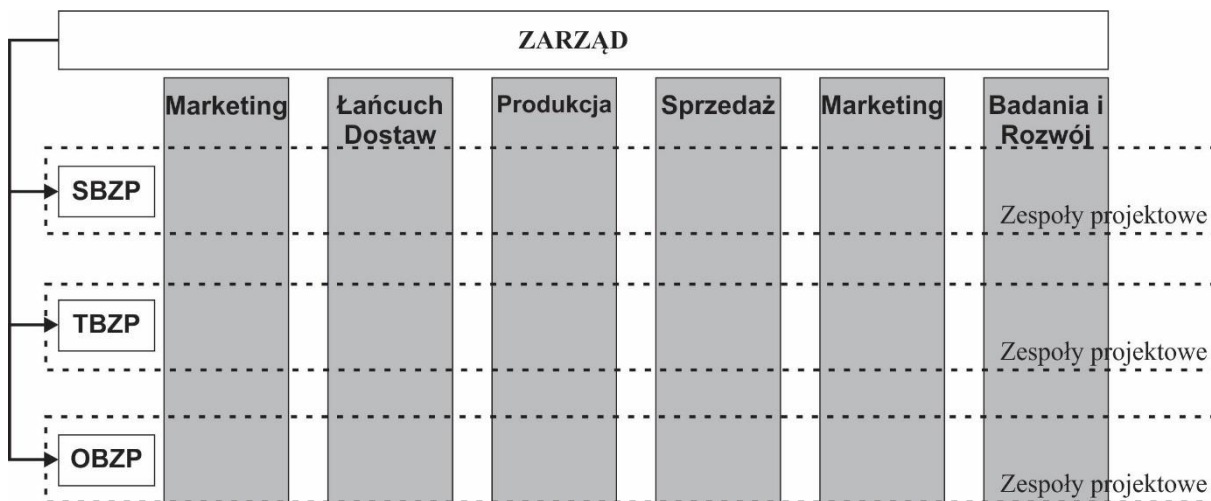 ZARZĄD
Marketing
Łańcuch
Dostaw
Produkcja
Sprzedaż
Marketing
Badania i
Rozwój
SBZP
Zespoły projektowe
TBZP
Zespoły projektowe
OBZP
Zespoły projektowe